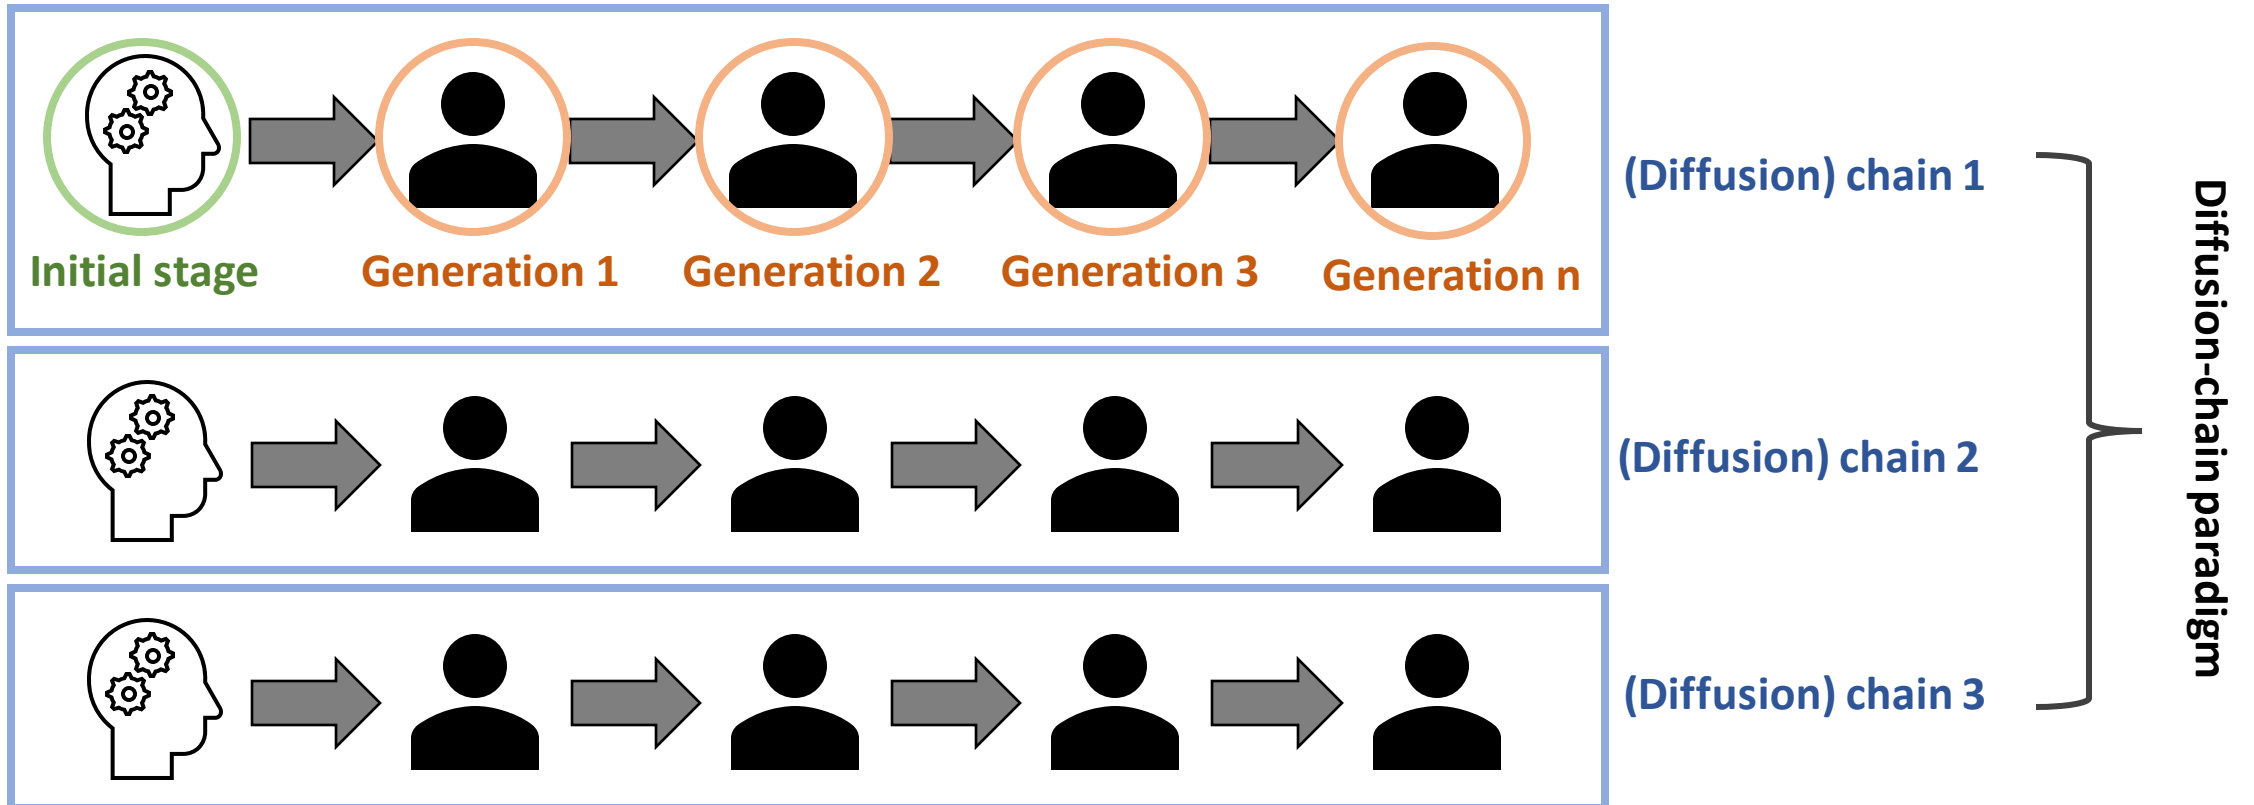 (Diffusion) chain 1
Initial stage
Generation 1
Generation 2
Generation 3
Generation n
(Diffusion) chain 2
(Diffusion) chain 3
Diffusion-chain paradigm